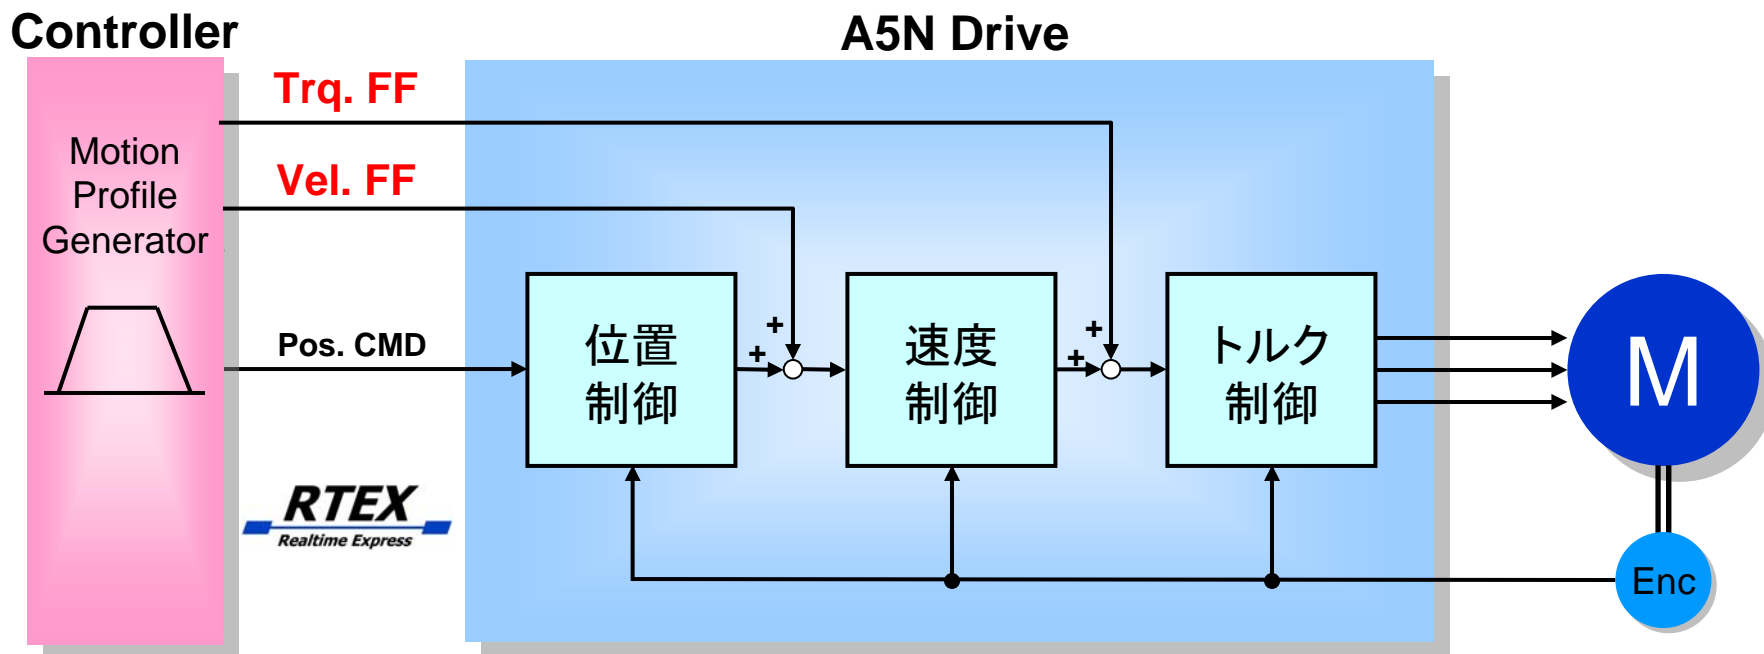 Controller
A5N Drive
Trq. FF
Motion
Profile
Generator
Vel. FF
Pos. CMD
+
+
位置
制御
+
+
速度
制御
トルク
制御
M
RTEX
Realtime Express
Enc